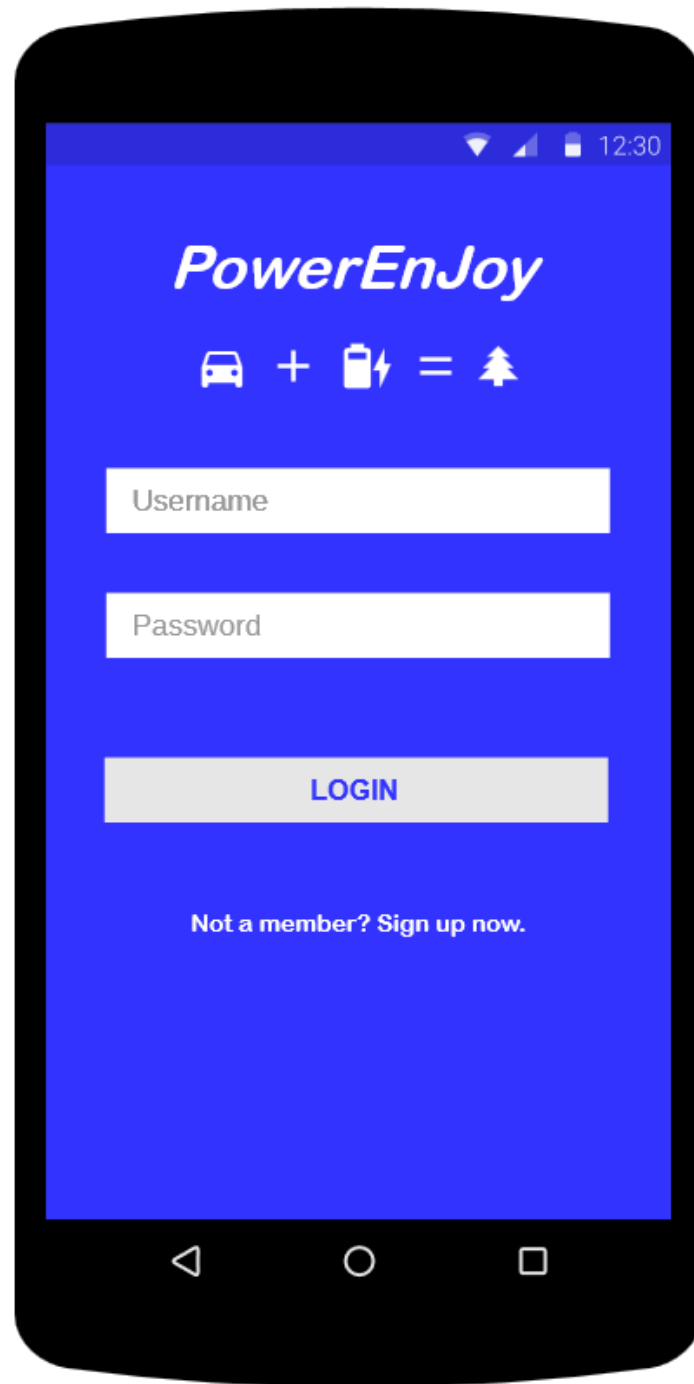 12:30
PowerEnJoy
+ =
Username
Password
LOGIN
Not a member? Sign up now.